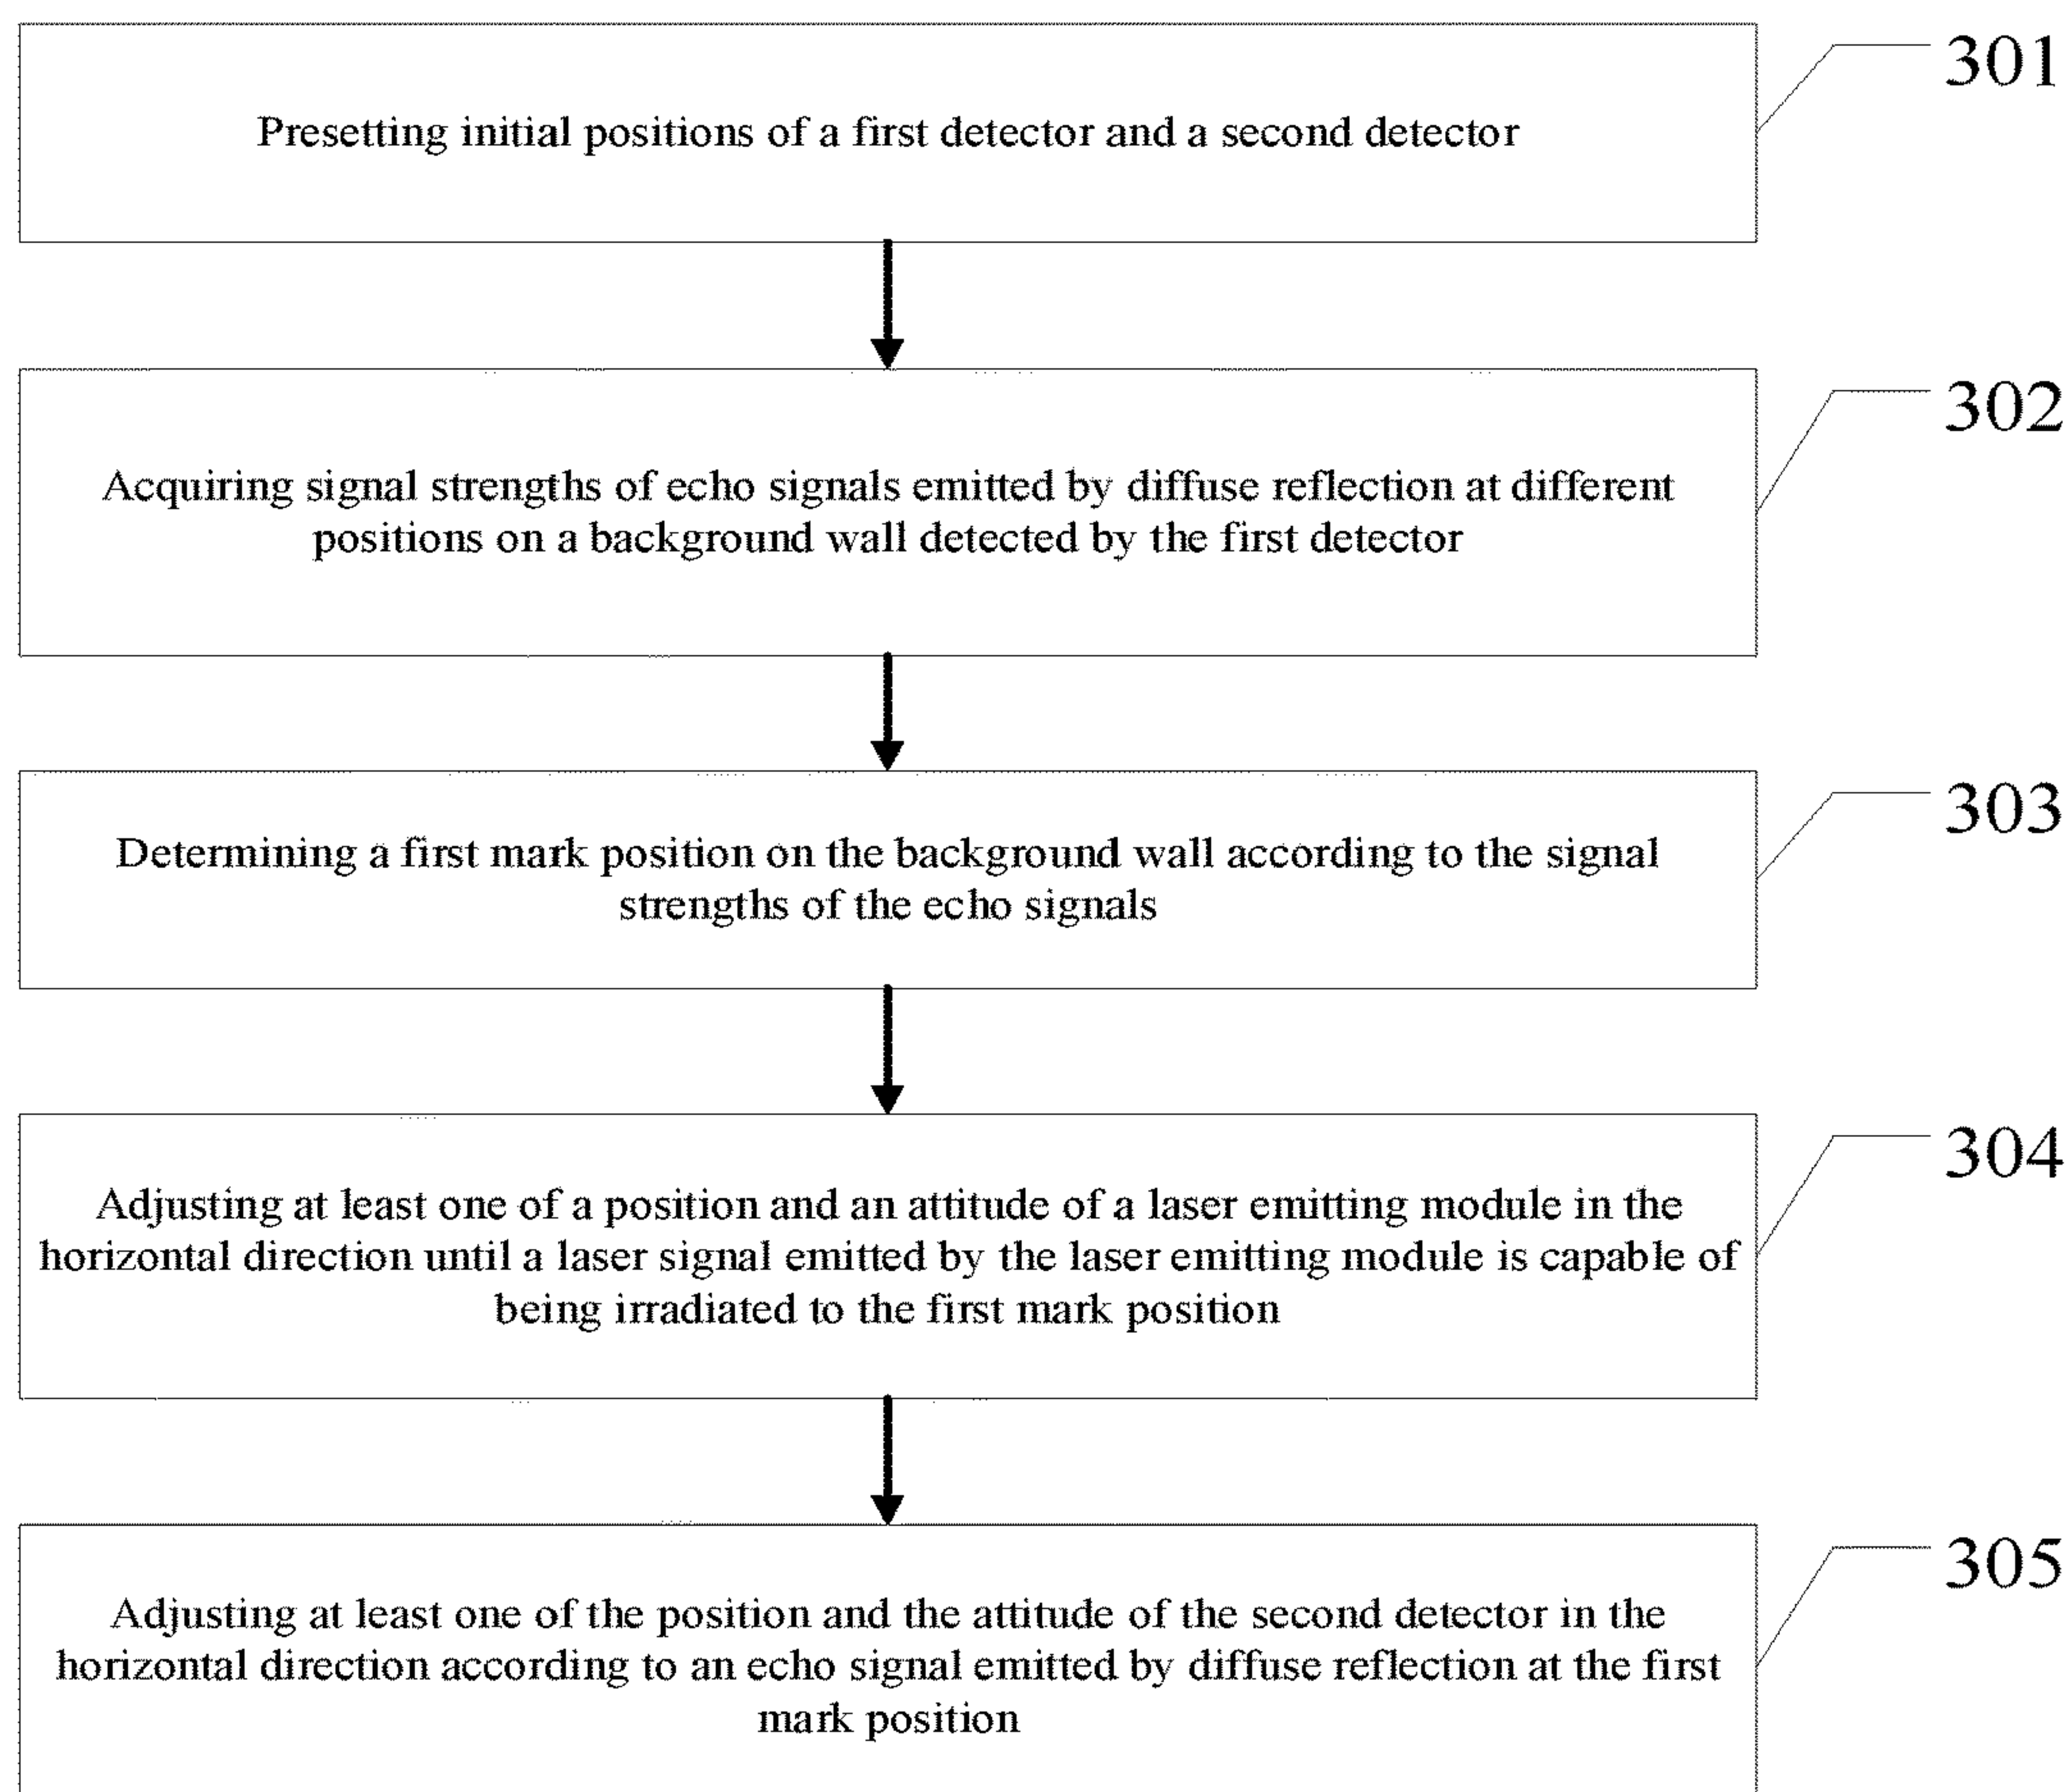 301
Presetting initial positions of a first detector and a second detector
302
Acquiring signal strengths of echo signals emitted by diffuse reflection at different
positions on a background wall detected by the first detector
303
Determining a first mark position on the background wall according to the signal
strengths of the echo signals
304
Adjusting at least one of a position and an attitude of a laser emitting module in the
horizontal direction until a laser signal emitted by the laser emitting module is capable of
being irradiated to the first mark position
305
Adjusting at least one of the position and the attitude of the second detector in the
horizontal direction according to an echo signal emitted by diffuse reflection at the first
mark position